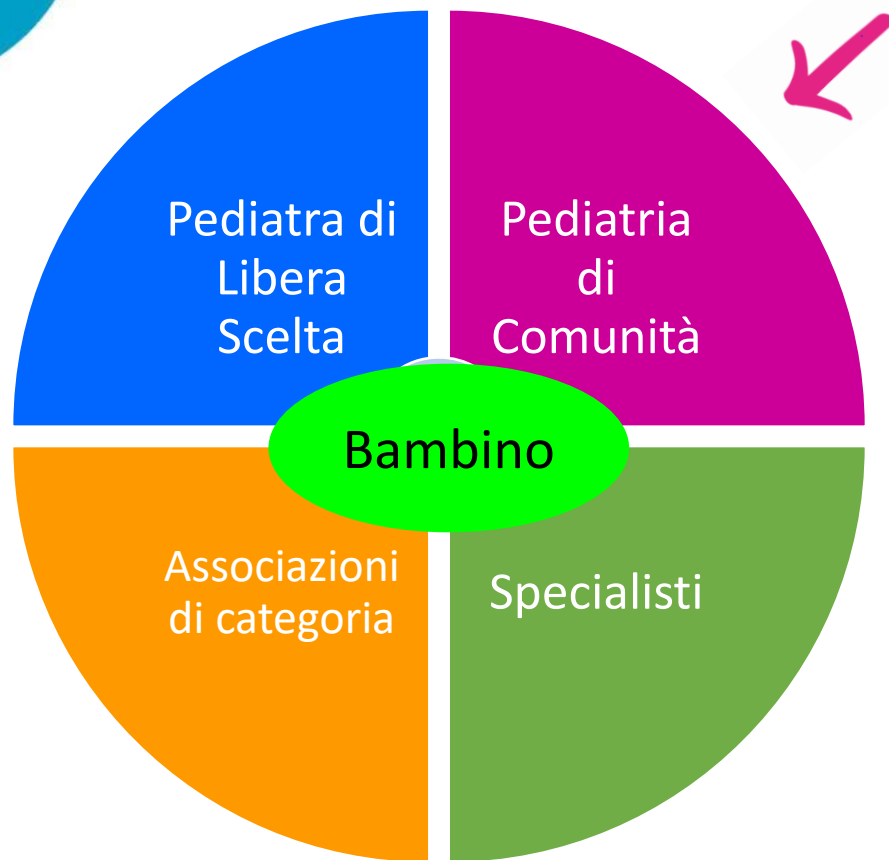 Pediatra di
Libera
Scelta
Pediatria
di
Comunità
Bambino
Associazioni
di categoria
Specialisti